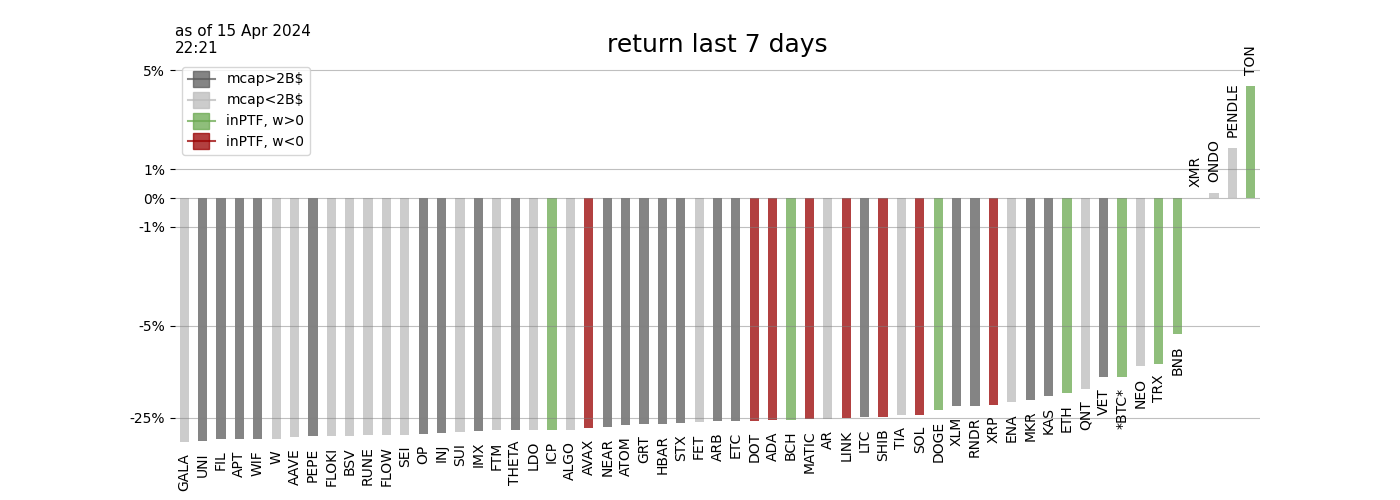 as of 15 Apr 2024
22:21
return last 7 days
mcap>2B$
mcap<2B$
inPTF, w>0
inPTF, w<0
5%
1%
0%
-1%
-5%
-25%
GALA
UNI
FIL
APT
WIF
W
AAVE
PEPE
FLOKI
BSV
RUNE
FLOW
SEI
OP
INJ
SUI
IMX
FTM
THETA
LDO
ICP
ALGO
AVAX
NEAR
ATOM
GRT
HBAR
STX
FET
ARB
ETC
DOT
ADA
BCH
MATIC
AR
LINK
LTC
SHIB
TIA
SOL
DOGE
XLM
RNDR
XRP
ENA
MKR
KAS
ETH
QNT
VET
*BTC*
NEO
TRX
BNB
XMR
ONDO
PENDLE
TON